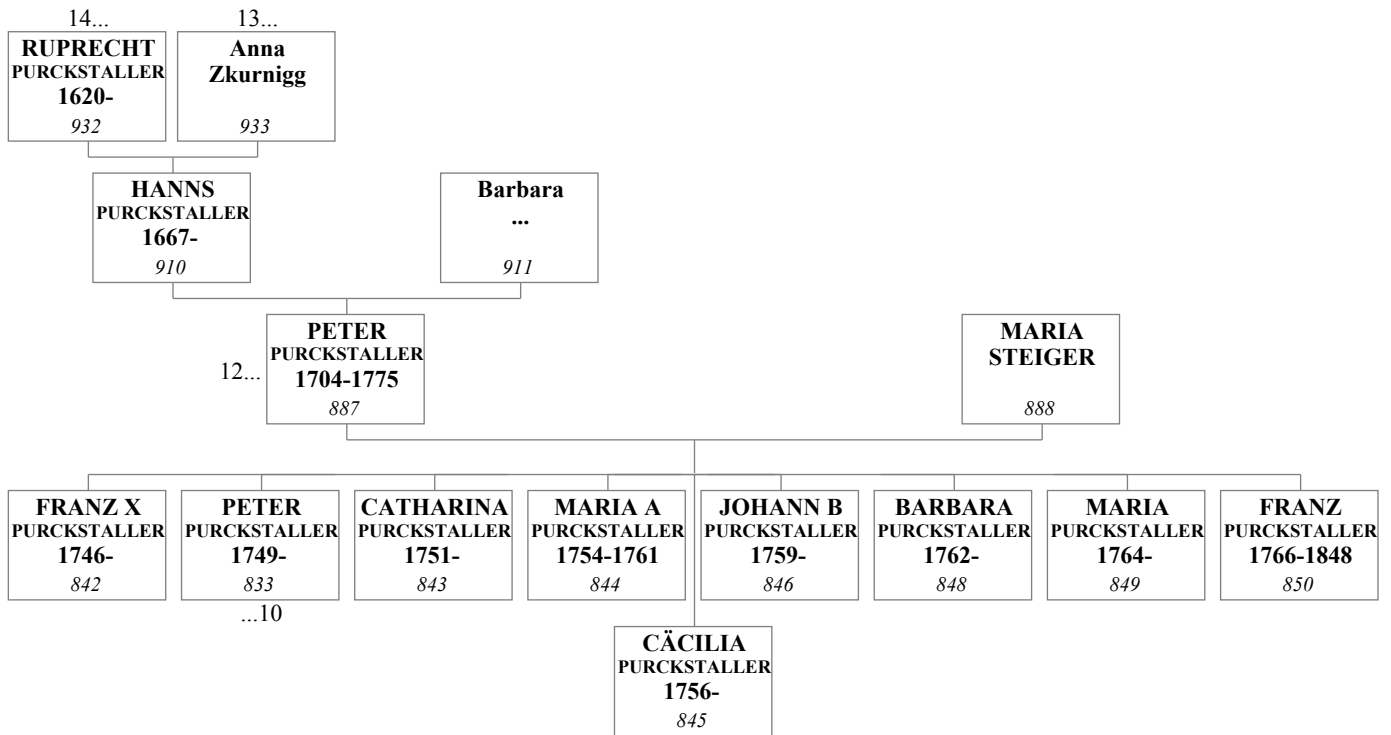 14...
13...
RUPRECHT
PURCKSTALLER
1620-
932
Anna
Zkurnigg
933
HANNS
PURCKSTALLER
1667-
910
Barbara
...
911
12...
PETER
PURCKSTALLER
1704-1775
887
MARIA
STEIGER
888
FRANZ X
PURCKSTALLER
1746-
842
PETER
PURCKSTALLER
1749-
833
...10
CATHARINA
PURCKSTALLER
1751-
843
MARIA A
PURCKSTALLER
1754-1761
844
JOHANN B
PURCKSTALLER
1759-
846
BARBARA
PURCKSTALLER
1762-
848
MARIA
PURCKSTALLER
1764-
849
FRANZ
PURCKSTALLER
1766-1848
850
CÄCILIA
PURCKSTALLER
1756-
845